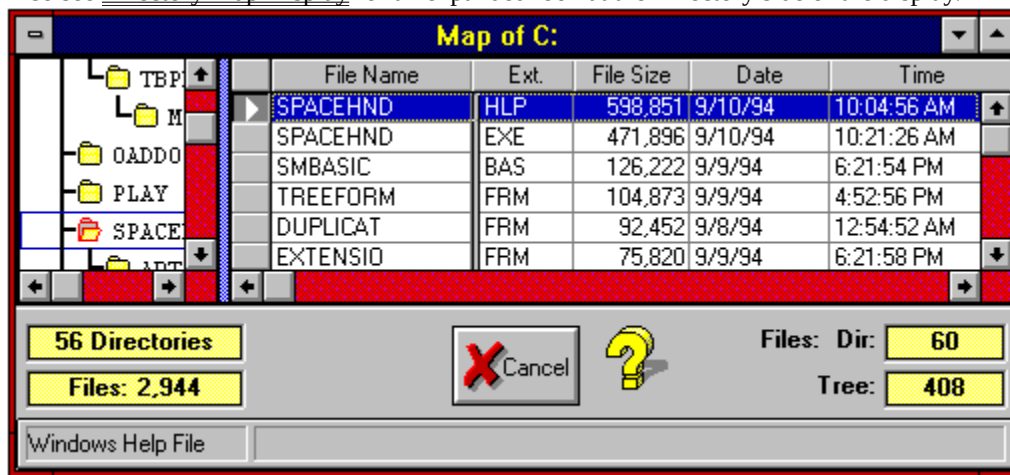 Map of C:
TBP
M
OADDO
PLAY
SPACE
File Name Ext. File Size Date Time
SPACEHND HLP 598,851 9/10/94 10:04:56 AM
SPACEHND EXE 471,896 9/10/94 10:21:26 AM
SMBASIC BAS 126,222 9/9/94 6:21:54 PM
TREEFORM FRM 104,873 9/9/94 4:52:56 PM
DUPLICAT FRM 92,452 9/8/94 12:54:52 AM
EXTENSIO FRM 75,820 9/9/94 6:21:58 PM
56 Directories
Files: 2,944
Cancel
Files: Dir: 60
Tree: 408
Windows Help File